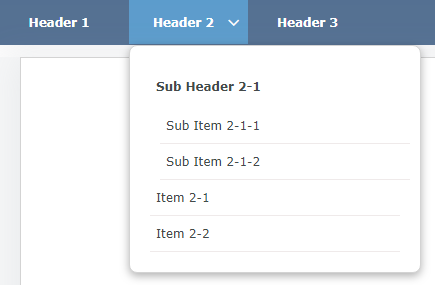 Header 1 Header 2 Header 3
Sub Header 2-1
Sub Item 2-1-1
Sub Item 2-1-2
Item 2-1
Item 2-2